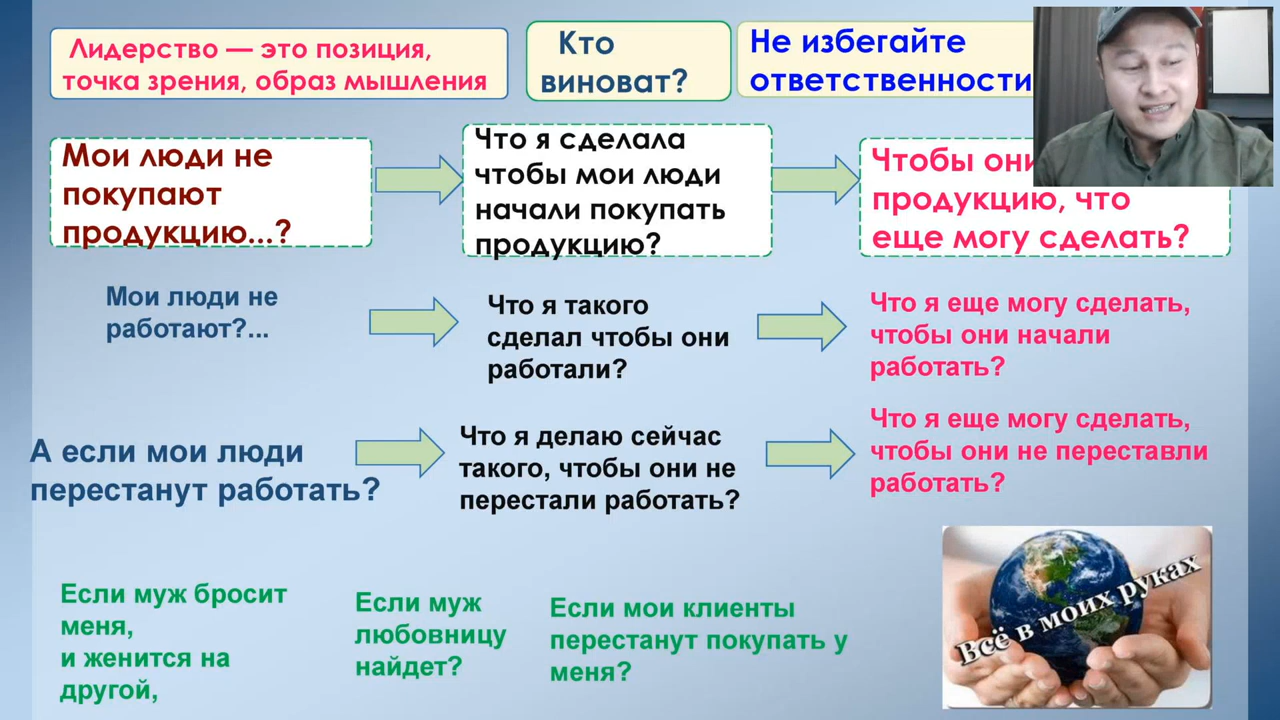 Лидерство — это позиция,
точка зрения, образ мышления
Кто
виноват?
Не избегайте
ответственности
Мои люди не
покупают
продукцию...?
Что я сделала
чтобы мои люди
начали покупать
продукцию?
Чтобы они
продукцию, что
еще могу сделать?
Мои люди не
работают?...
Что я такого
сделал чтобы они
работали?
Что я еще могу сделать,
чтобы они начали
работать?
А если мои люди
перестанут работать?
Что я делаю сейчас
такого, чтобы они не
перестали работать?
Что я еще могу сделать,
чтобы они не переставли
работать?
Если муж бросит
меня,
и женится на
другой,
Если муж
любовницу
найдет?
Если мои клиенты
перестанут покупать у
меня?
Всё в моих руках